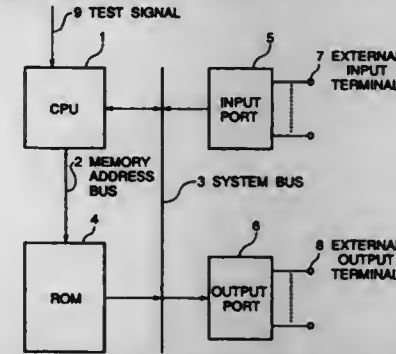 9 TEST SIGNAL
1
CPU
5
INPUT
PORT
7 EXTERNAL
INPUT
TERMINAL
2 MEMORY
ADDRESS
BUS
3 SYSTEM BUS
4
ROM
6
OUTPUT
PORT
8 EXTERNAL
OUTPUT
TERMINAL